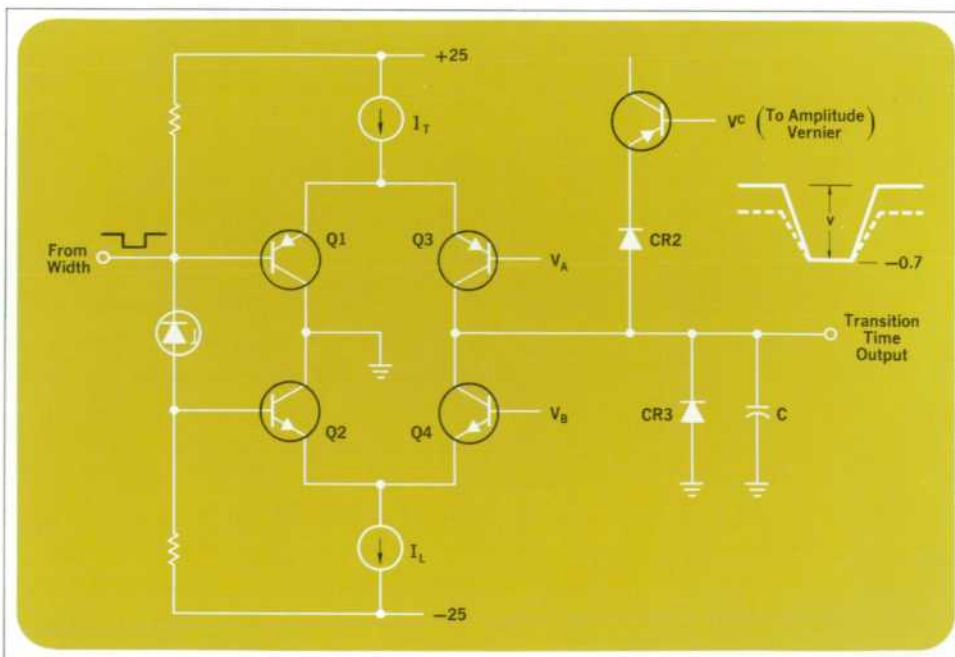 +25
I_T
V^C (To Amplitude Vernier)
From Width
Q1
Q3
V_A
CR2
V
-0.7
Transition Time Output
Q2
Q4
V_B
CR3
C
I_L
-25